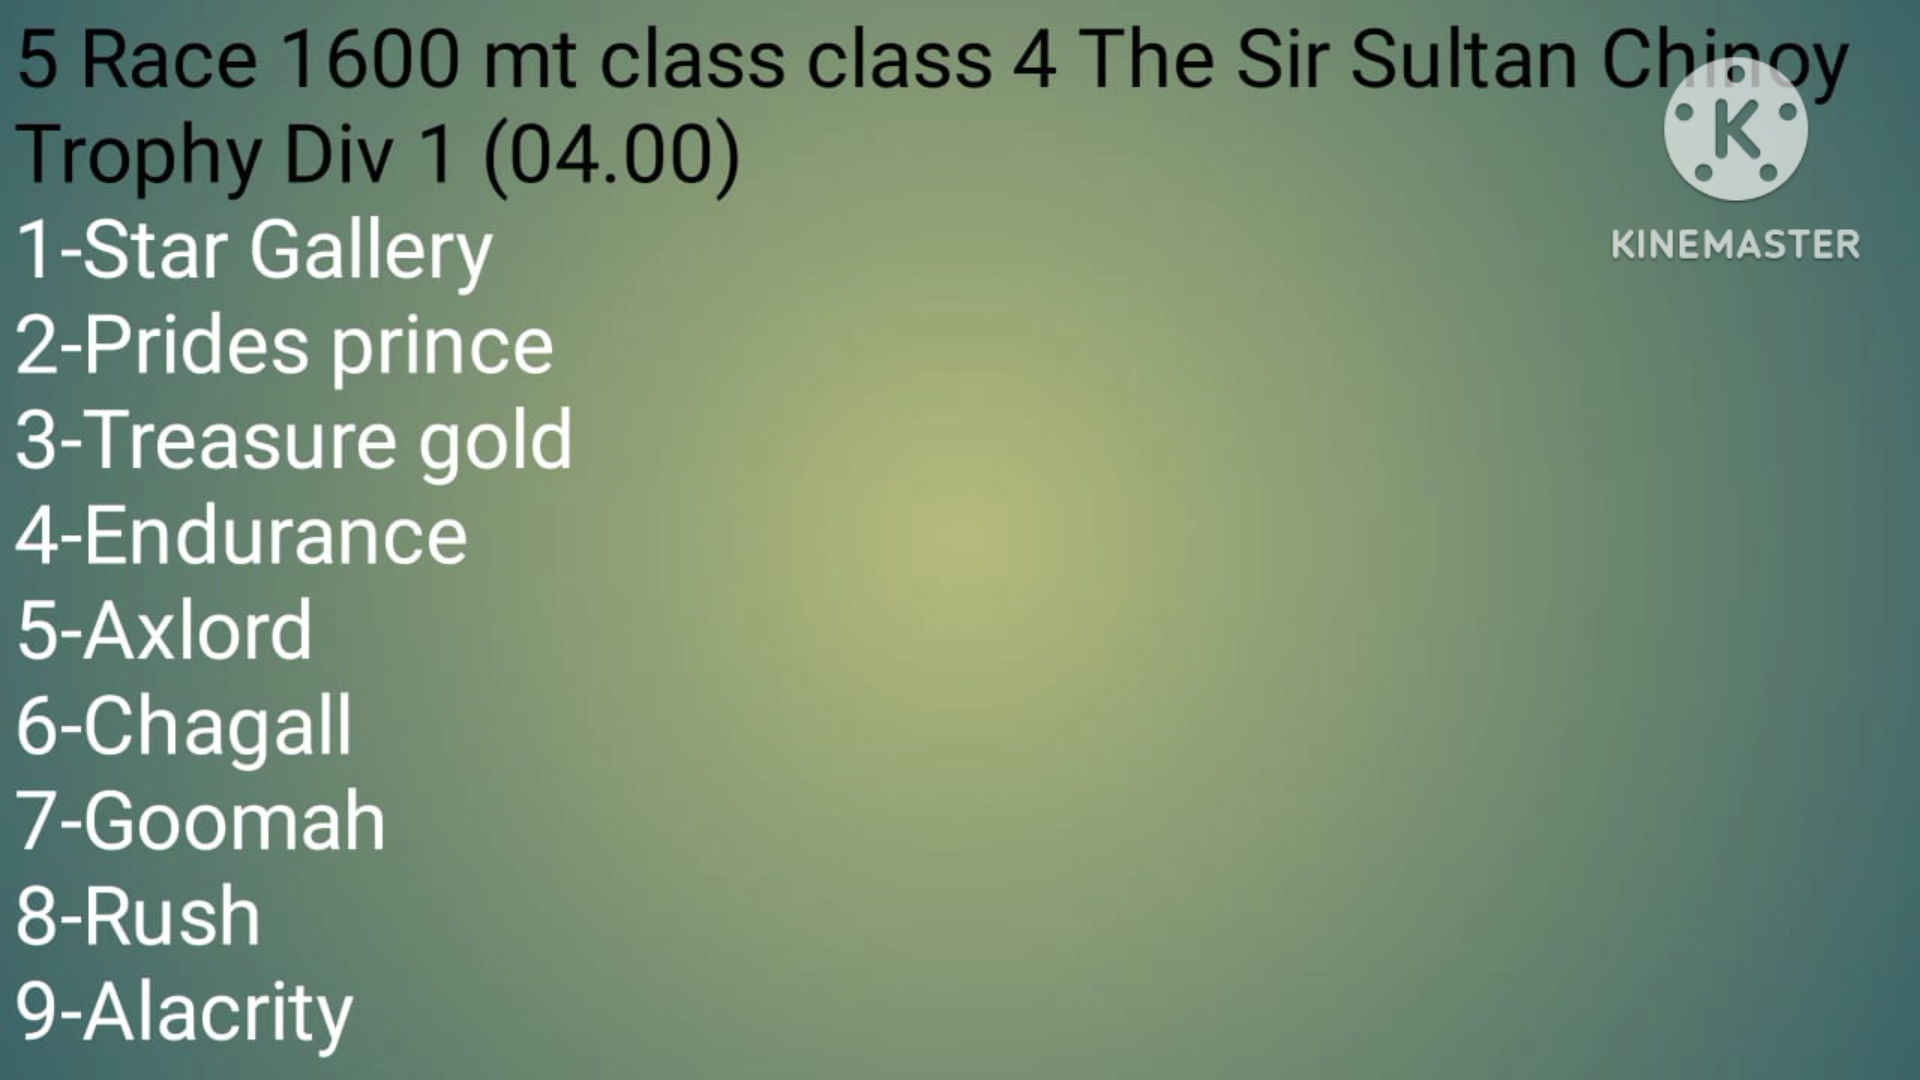 5 Race 1600 mt class class 4 The Sir Sultan Chinoy
Trophy Div 1 (04.00)
K
KINEMASTER
1-Star Gallery
2-Prides prince
3-Treasure gold
4-Endurance
5-Axlord
6-Chagall
7-Goomah
8-Rush
9-Alacrity